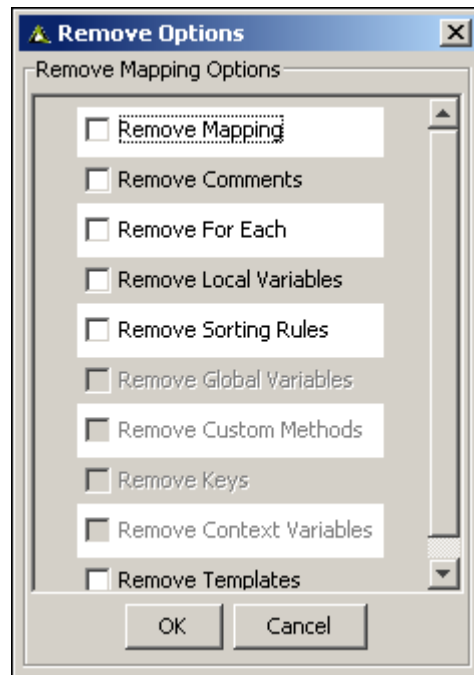 Remove Options
Remove Mapping Options
Remove Mapping
Remove Comments
Remove For Each
Remove Local Variables
Remove Sorting Rules
Remove Global Variables
Remove Custom Methods
Remove Keys
Remove Context Variables
Remove Templates
OK Cancel